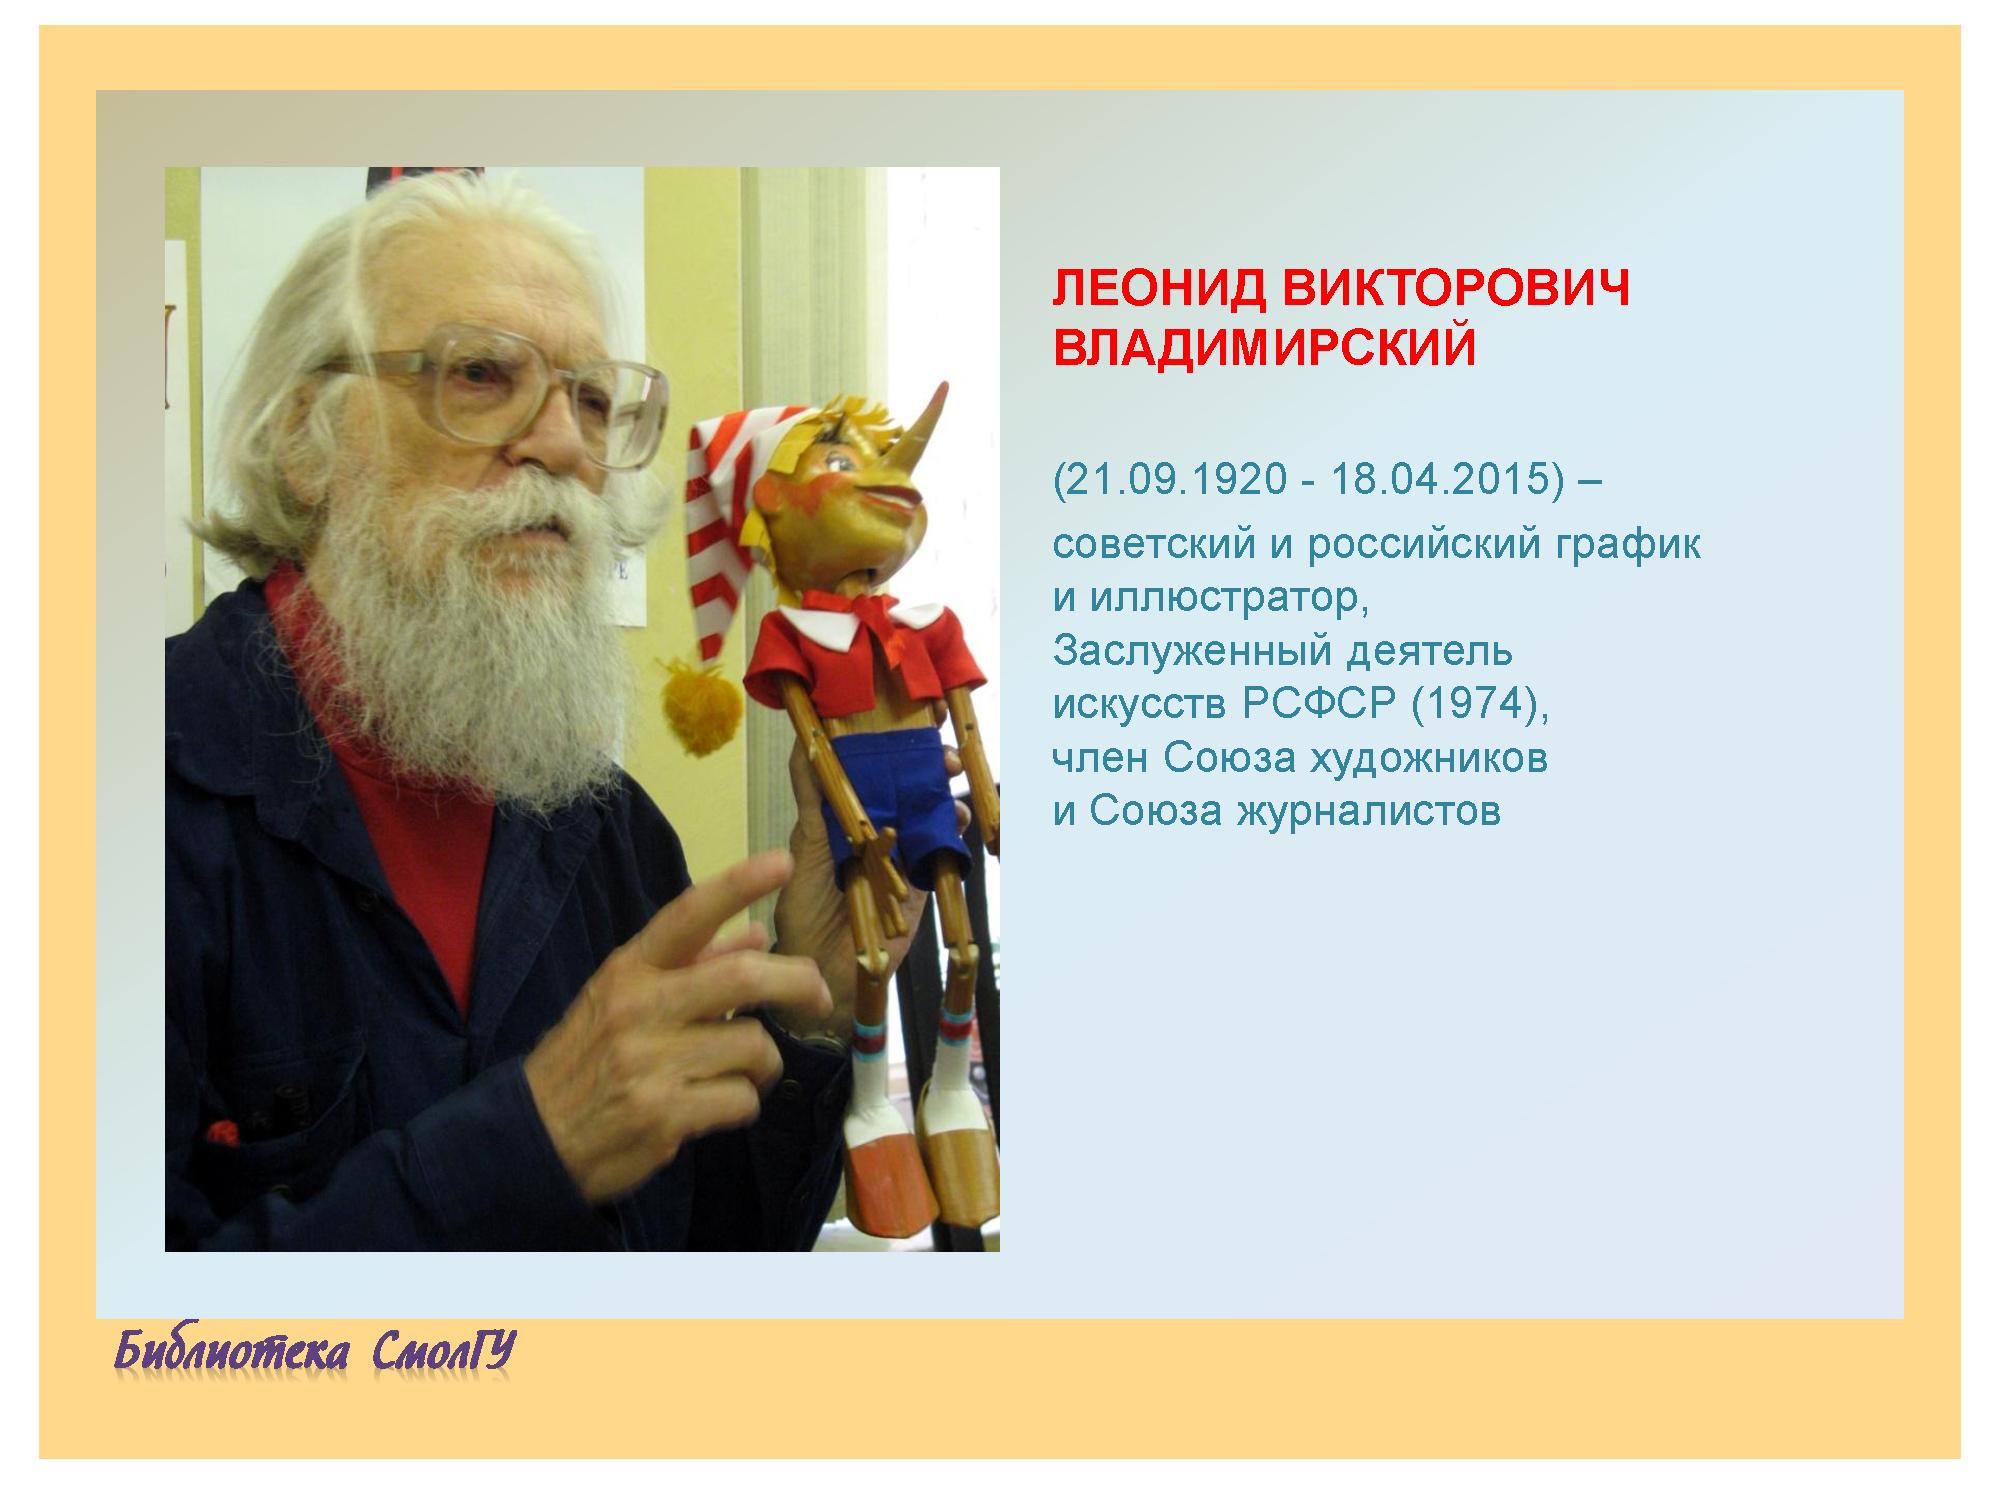 ЛЕОНИД ВИКТОРОВИЧ
ВЛАДИМИРСКИЙ
(21.09.1920 - 18.04.2015) –
советский и российский график
и иллюстратор,
Заслуженный деятель
искусств РСФСР (1974),
член Союза художников
и Союза журналистов
Библиотека СмолГУ